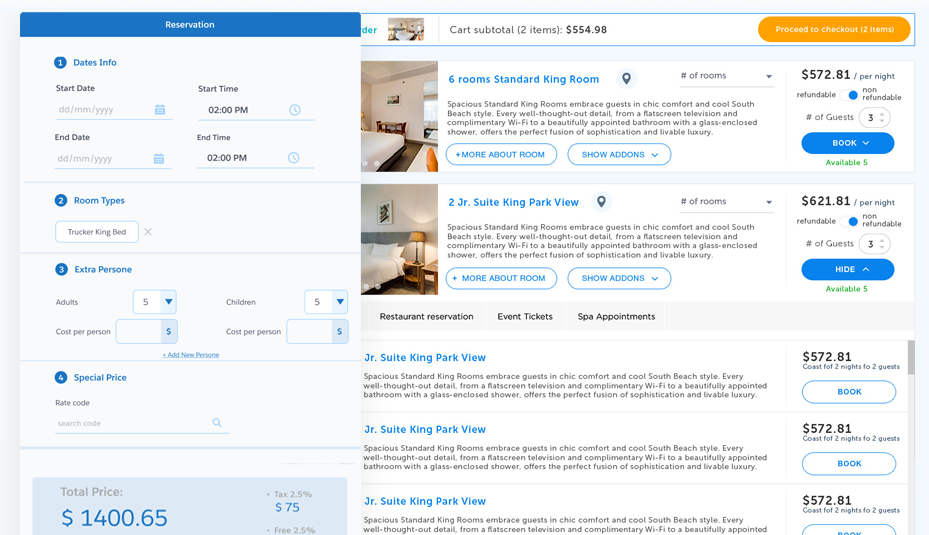 Reservation
1 Dates Info
Start Date
Start Time
dd/mm/yyyy
02:00 PM
End Date
End Time
dd/mm/yyyy
02:00 PM
2 Room Types
Trucker King Bed
3 Extra Persone
Adults
5
Children
5
Cost per person
$
Cost per person
$
+ Add New Persone
4 Special Price
Rate code
search code
Total Price:
$ 1400.65
• Tax 2.5%
$ 75
• Free 2.5%
der
Cart subtotal (2 items): $554.98
Proceed to checkout (2 items)
6 rooms Standard King Room
# of rooms
Spacious Standard King Rooms embrace guests in chic comfort and cool South
Beach style. Every well-thought-out detail, from a flatscreen television and
complimentary Wi-Fi to a beautifully appointed bathroom with a glass-enclosed
shower, offers the perfect fusion of sophistication and livable luxury.
+MORE ABOUT ROOM
SHOW ADDONS
$572.81 / per night
refundable
non
refundable
# of Guests
3
BOOK
Available 5
2 Jr. Suite King Park View
# of rooms
Spacious Standard King Rooms embrace guests in chic comfort and cool South
Beach style. Every well-thought-out detail, from a flatscreen television and
complimentary Wi-Fi to a beautifully appointed bathroom with a glass-enclosed
shower, offers the perfect fusion of sophistication and livable luxury.
+ MORE ABOUT ROOM
SHOW ADDONS
$621.81 / per night
refundable
non
refundable
# of Guests
3
HIDE
Available 5
Restaurant reservation
Event Tickets
Spa Appointments
Jr. Suite King Park View
Spacious Standard King Rooms embrace guests in chic comfort and cool South Beach style. Every
well-thought-out detail, from a flatscreen television and complimentary Wi-Fi to a beautifully appointed
bathroom with a glass-enclosed shower, offers the perfect fusion of sophistication and livable luxury.
$572.81
Coast fof 2 nights fo 2 guests
BOOK
Jr. Suite King Park View
Spacious Standard King Rooms embrace guests in chic comfort and cool South Beach style. Every
well-thought-out detail, from a flatscreen television and complimentary Wi-Fi to a beautifully appointed
bathroom with a glass-enclosed shower, offers the perfect fusion of sophistication and livable luxury.
$572.81
Coast fof 2 nights fo 2 guests
BOOK
Jr. Suite King Park View
Spacious Standard King Rooms embrace guests in chic comfort and cool South Beach style. Every
well-thought-out detail, from a flatscreen television and complimentary Wi-Fi to a beautifully appointed
$572.81
Coast fof 2 nights fo 2 guests
BOOK